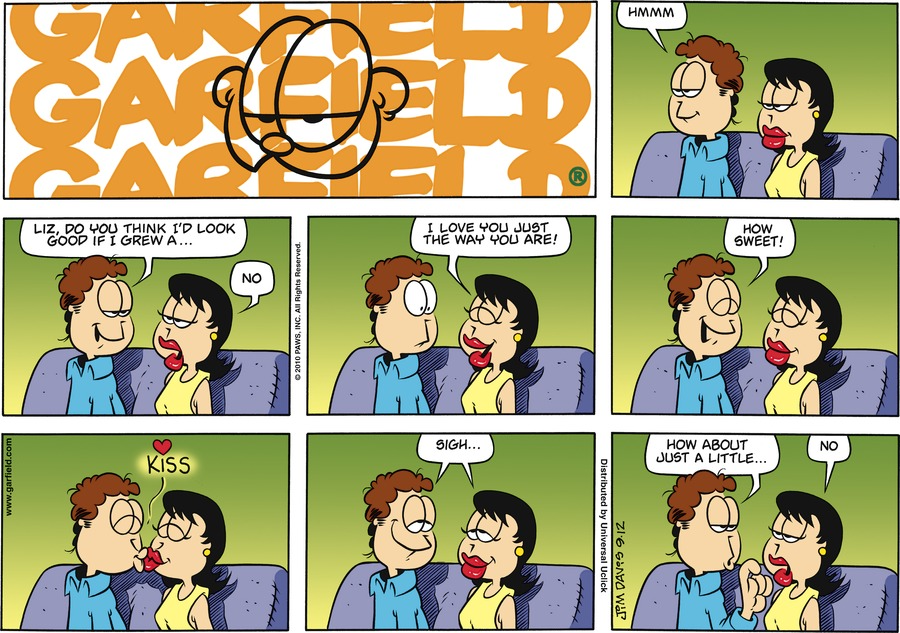 GARFIELD
GARFIELD
GARFIELD
®
HMMM
LIZ, DO YOU THINK I'D LOOK
GOOD IF I GREW A...
NO
© 2010 PAWS, INC. All Rights Reserved.
I LOVE YOU JUST
THE WAY YOU ARE!
HOW
SWEET!
www.garfield.com
KISS
SIGH...
Distributed by Universal Uclick
JIM DAVIS 9.12
HOW ABOUT
JUST A LITTLE...
NO